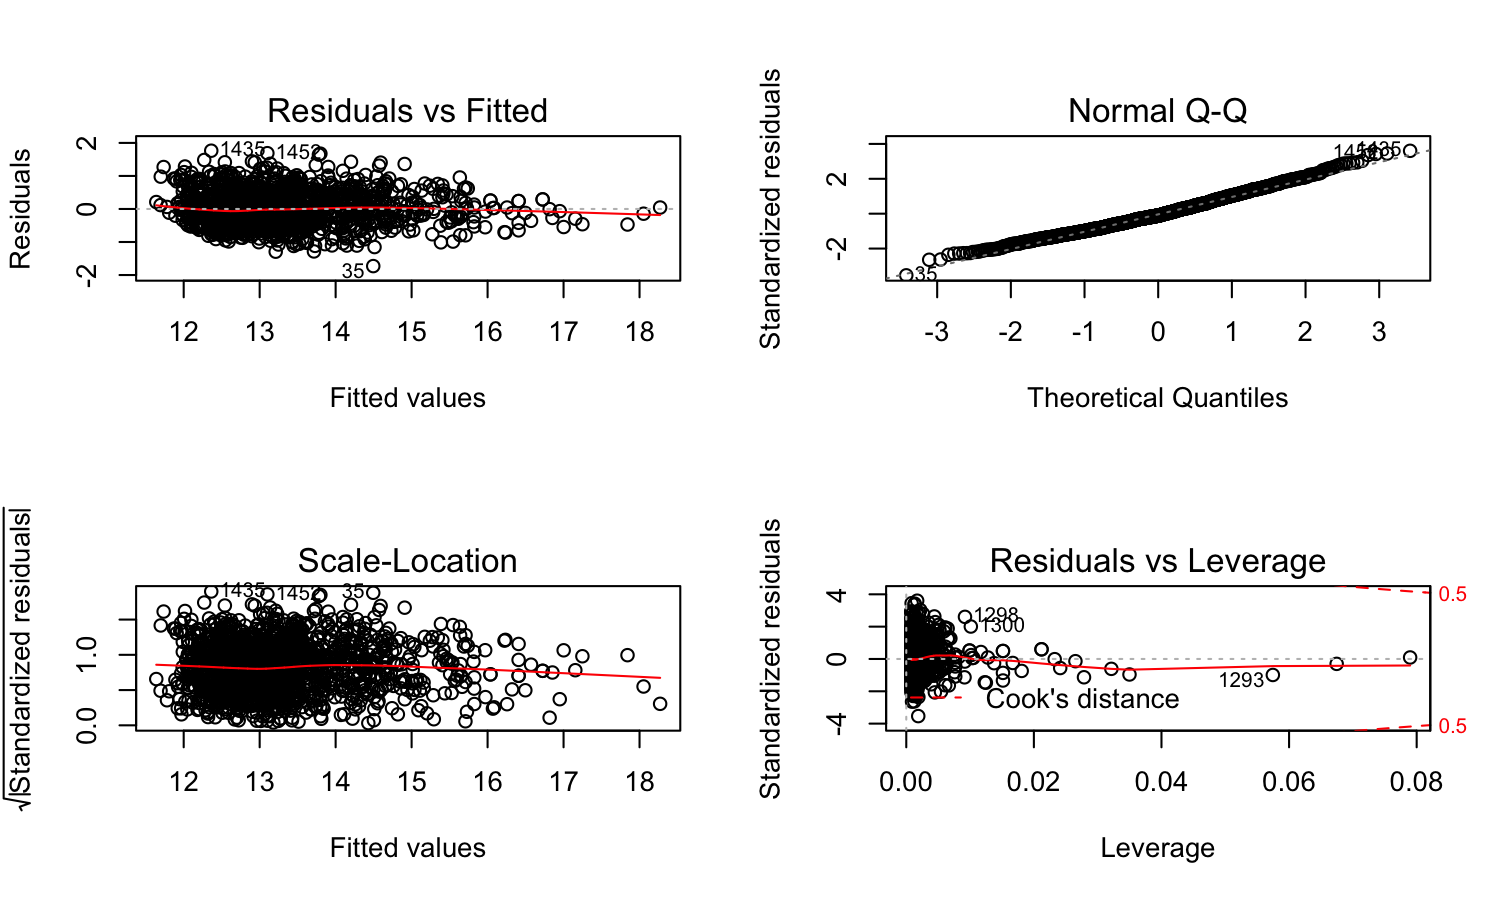 Residuals vs Fitted
Residuals
2
0
-2
1435
1452
35
12 13 14 15 16 17 18
Fitted values
Normal Q-Q
Standardized residuals
2
-2
1452
1435
35
-3 -2 -1 0 1 2 3
Theoretical Quantiles
Scale-Location
√|Standardized residuals|
1.0
0.0
1435
1452
35
12 13 14 15 16 17 18
Fitted values
Residuals vs Leverage
Standardized residuals
4
0
-4
1298
1300
1293
Cook's distance
0.5
0.5
0.00 0.02 0.04 0.06 0.08
Leverage